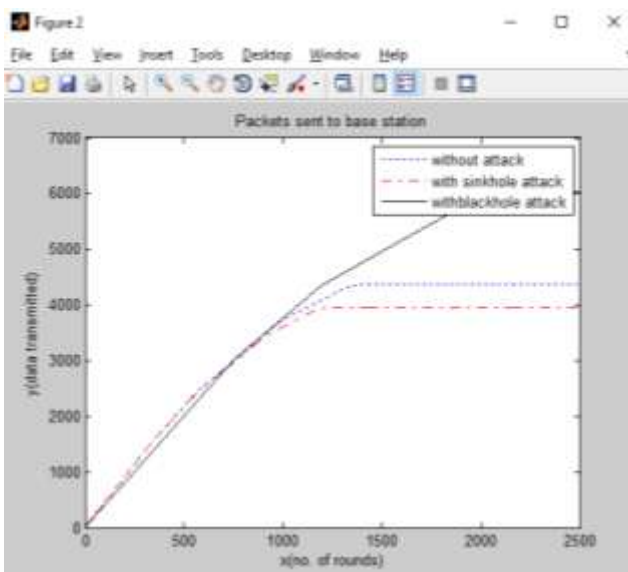 Figure 2
File Edit View Insert Tools Desktop Window Help
Packets sent to base station
7000
6000
5000
4000
3000
2000
1000
0
y(data transmitted)
without attack
with sinkhole attack
withblackhole attack
0 500 1000 1500 2000 2500
x(no. of rounds)